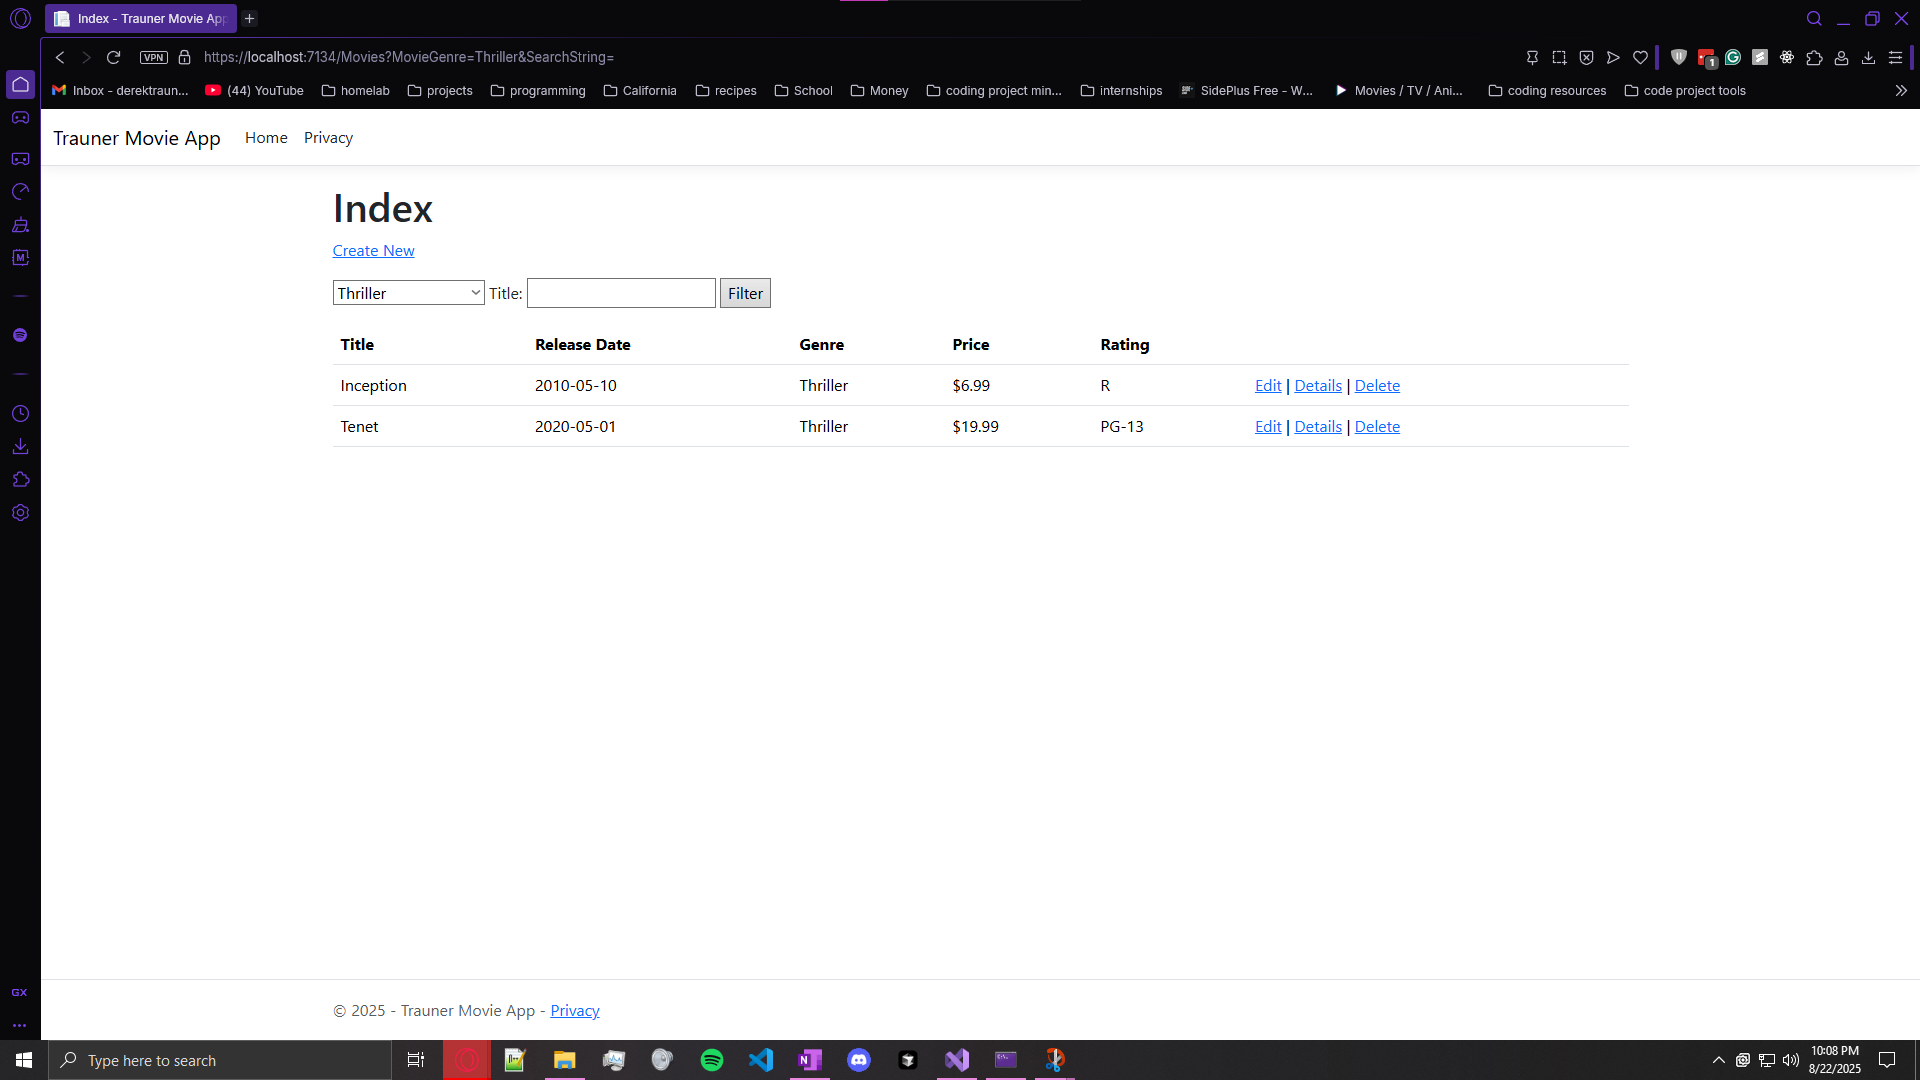 Index - Trauner Movie App
VPN https://localhost:7134/Movies?MovieGenre=Thriller&SearchString= 1
Inbox - derektraun... (44) YouTube homelab projects programming California recipes School Money coding project min... internships SidePlus Free - W... Movies / TV / Ani... coding resources code project tools
Trauner Movie App Home Privacy
Index
Create New
Thriller Title: Filter
Title Release Date Genre Price Rating
Inception 2010-05-10 Thriller $6.99 R Edit | Details | Delete
Tenet 2020-05-01 Thriller $19.99 PG-13 Edit | Details | Delete
GX
© 2025 - Trauner Movie App - Privacy
Type here to search
10:08 PM
8/22/2025